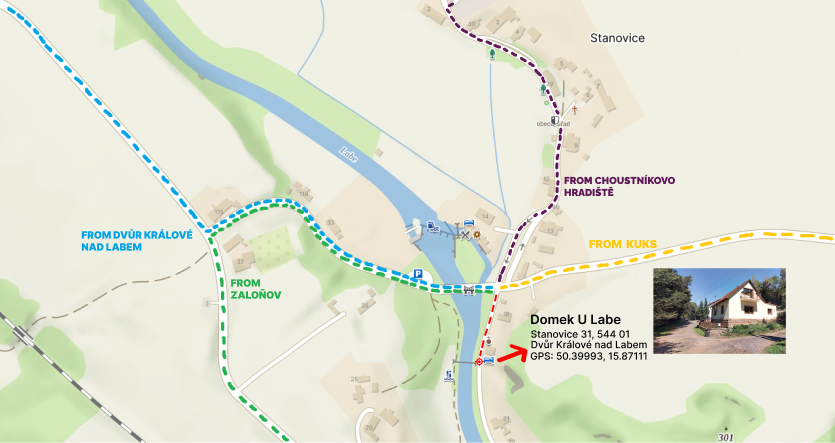 Stanovice
obecní úřad
Labe
FROM CHOUSTNÍKOVO
HRADIŠTĚ
FROM DVŮR KRÁLOVÉ
NAD LABEM
FROM KUKS
FROM
ZALOŇOV
Domek U Labe
Stanovice 31, 544 01
Dvůr Králové nad Labem
GPS: 50.39993, 15.87111
P
301